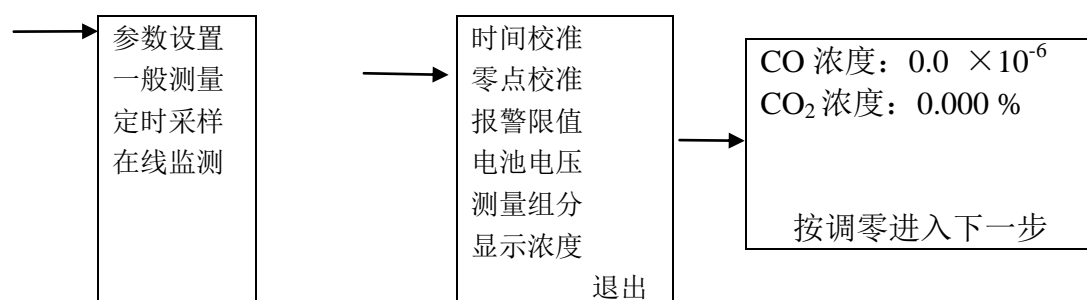 参数设置
一般测量
定时采样
在线监测
时间校准
零点校准
报警限值
电池电压
测量组分
显示浓度
退出
CO 浓度：0.0 ×10⁻⁶
CO₂浓度：0.000 %
按调零进入下一步